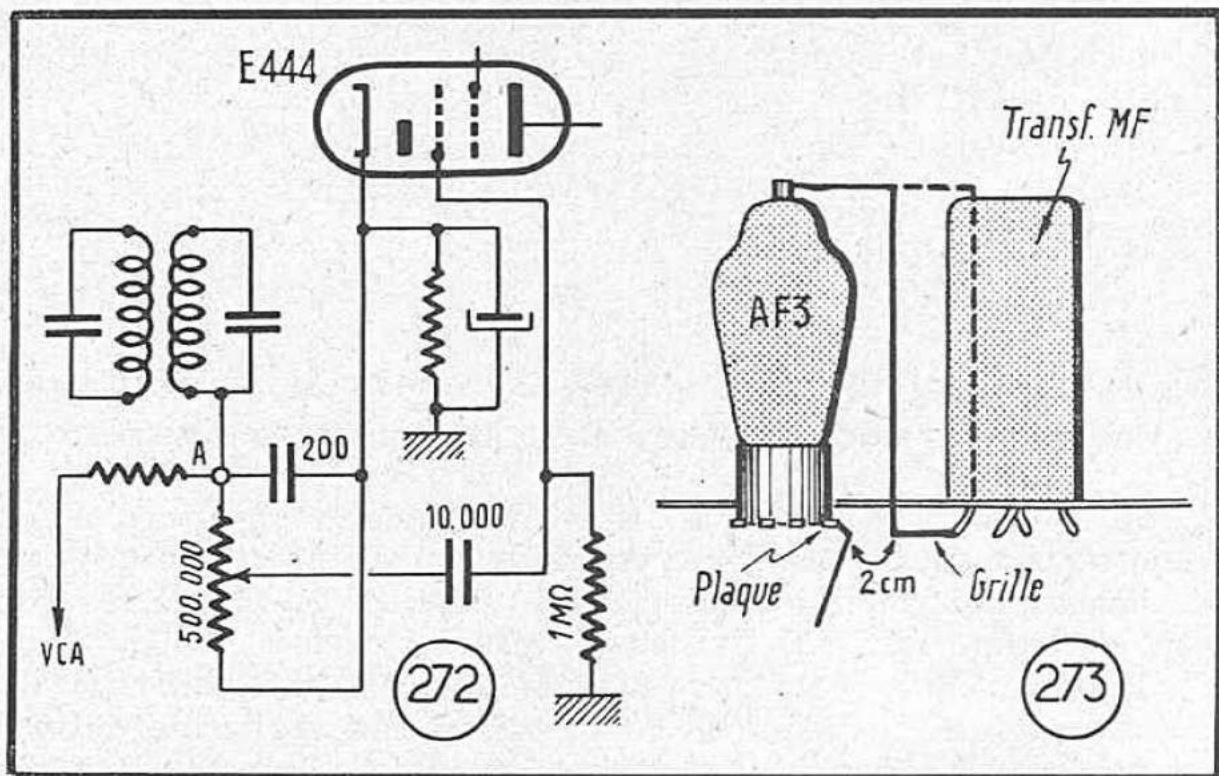 E444
A
200
10.000
500.000
1MΩ
VCA
272
Transf. MF
AF3
Plaque
2cm
Grille
273